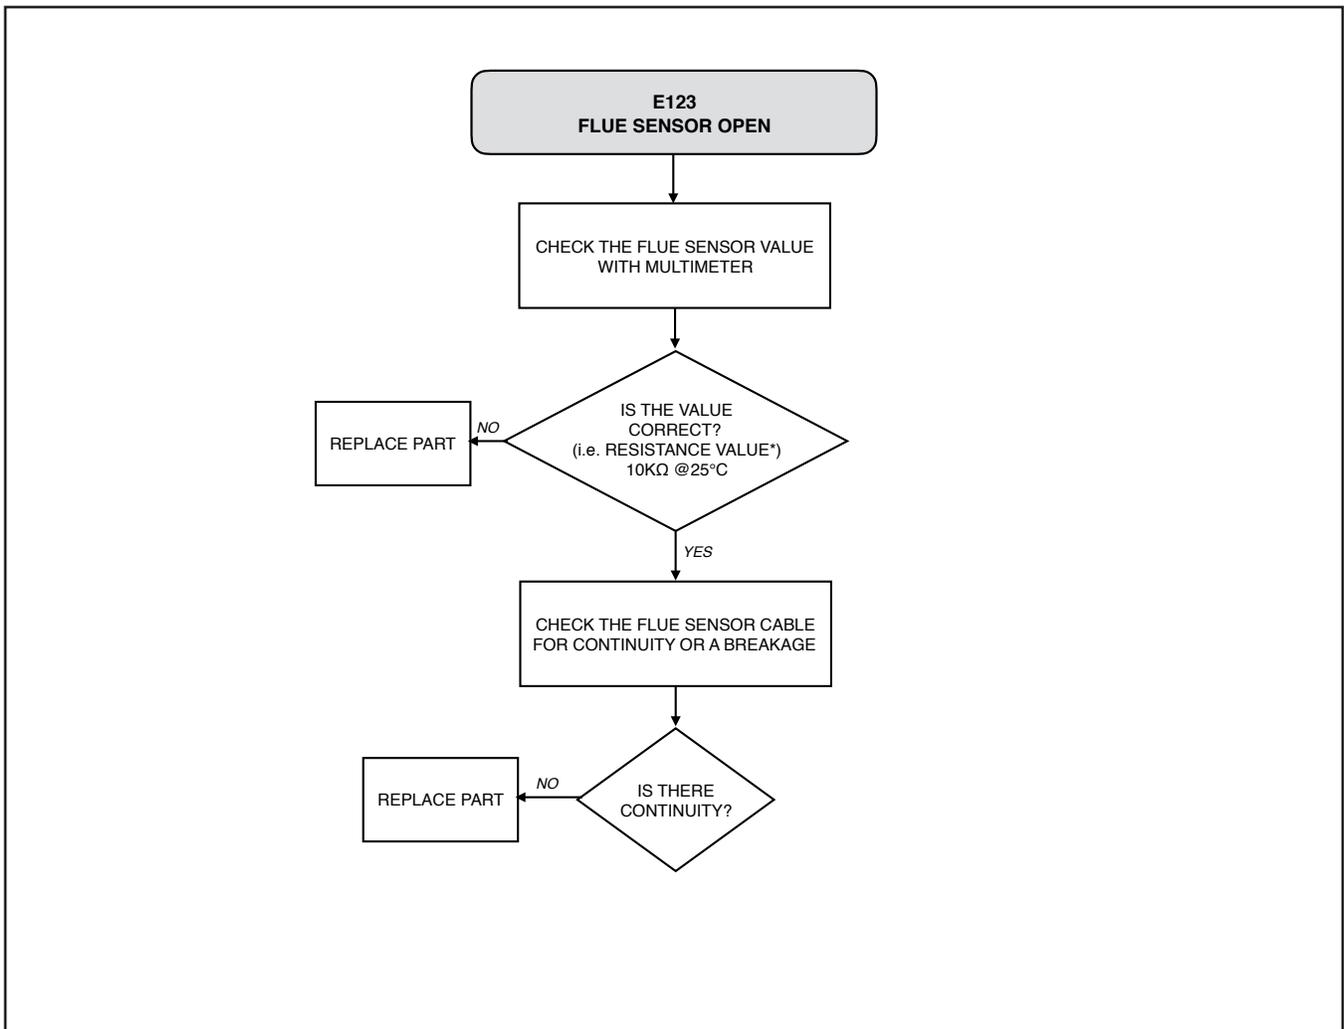 E123
FLUE SENSOR OPEN
CHECK THE FLUE SENSOR VALUE
WITH MULTIMETER
IS THE VALUE
CORRECT?
(i.e. RESISTANCE VALUE*)
10KΩ @25°C
NO
REPLACE PART
YES
CHECK THE FLUE SENSOR CABLE
FOR CONTINUITY OR A BREAKAGE
IS THERE
CONTINUITY?
NO
REPLACE PART